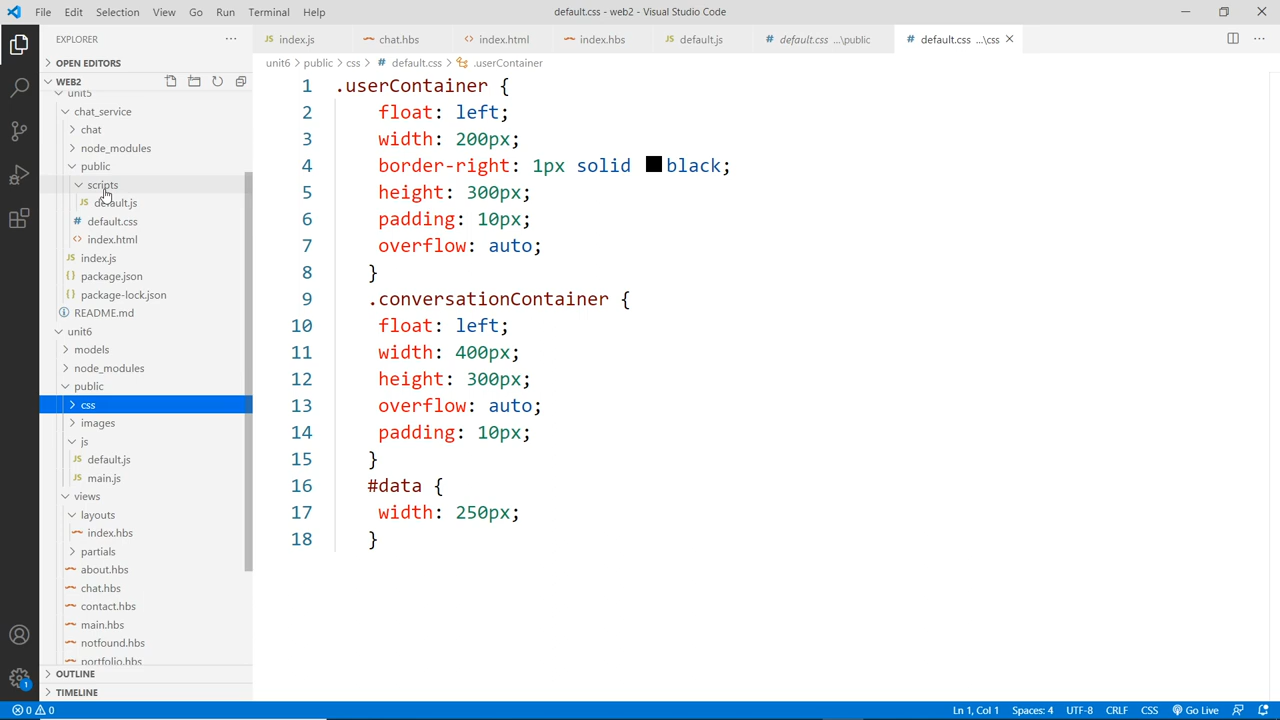 File Edit Selection View Go Run Terminal Help default.css - web2 - Visual Studio Code
EXPLORER
index.js chat.hbs index.html index.hbs default.js default.css ...\public default.css ...\css
OPEN EDITORS
unit6 > public > css > default.css > .userContainer
WEB2
unit5
chat_service
chat
node_modules
public
scripts
default.js
default.css
index.html
index.js
package.json
package-lock.json
README.md
unit6
models
node_modules
public
css
images
js
default.js
main.js
views
layouts
index.hbs
partials
about.hbs
chat.hbs
contact.hbs
main.hbs
notfound.hbs
portfolio.hbs
OUTLINE
TIMELINE
1 .userContainer {
2 float: left;
3 width: 200px;
4 border-right: 1px solid black;
5 height: 300px;
6 padding: 10px;
7 overflow: auto;
8 }
9 .conversationContainer {
10 float: left;
11 width: 400px;
12 height: 300px;
13 overflow: auto;
14 padding: 10px;
15 }
16 #data {
17 width: 250px;
18 }
1
0 0 Ln 1, Col 1 Spaces: 4 UTF-8 CRLF CSS Go Live